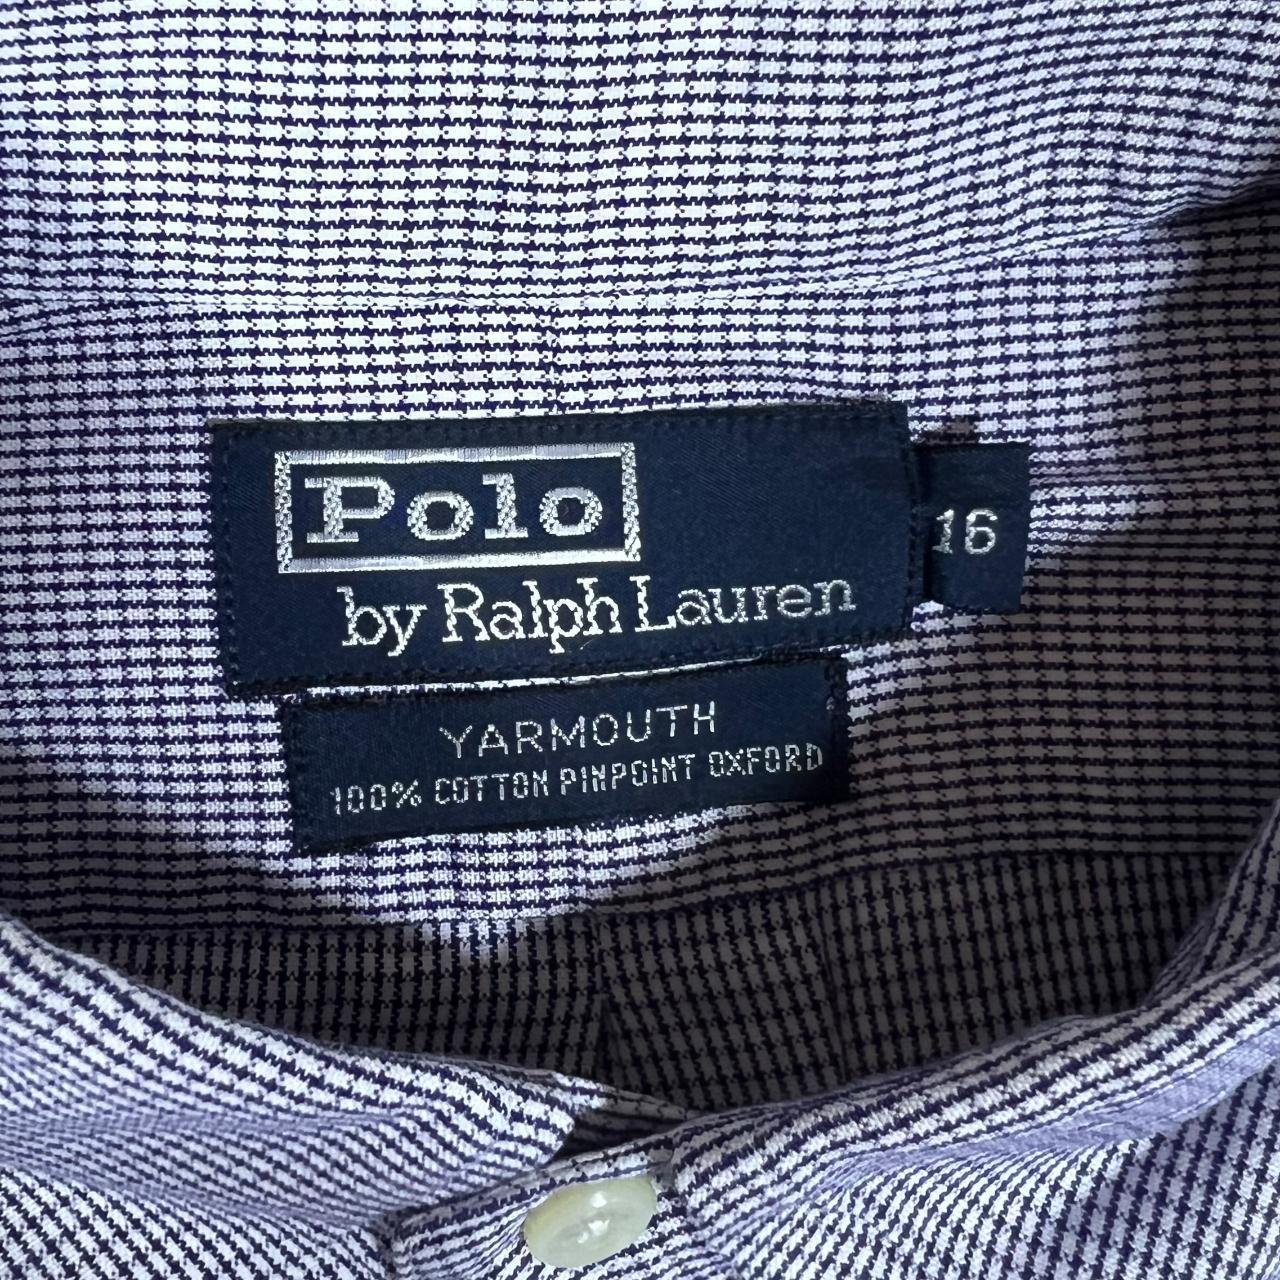 Polo
by Ralph Lauren
16
YARMOUTH
100% COTTON PINPOINT OXFORD